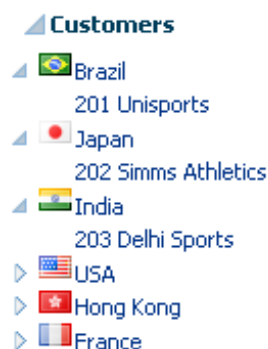 Customers
Brazil
201 Unisports
Japan
202 Simms Athletics
India
203 Delhi Sports
USA
Hong Kong
France